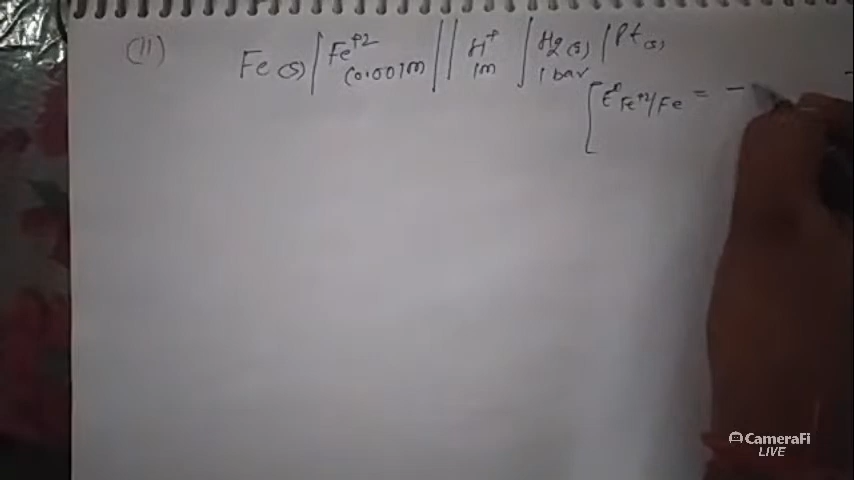 (11) Fe(s) | Fe+2 || H+ | H2(g) | Pt(s)
(0.001M) 1M 1 bar
[E° Fe+2/Fe = -
CameraFi
LIVE